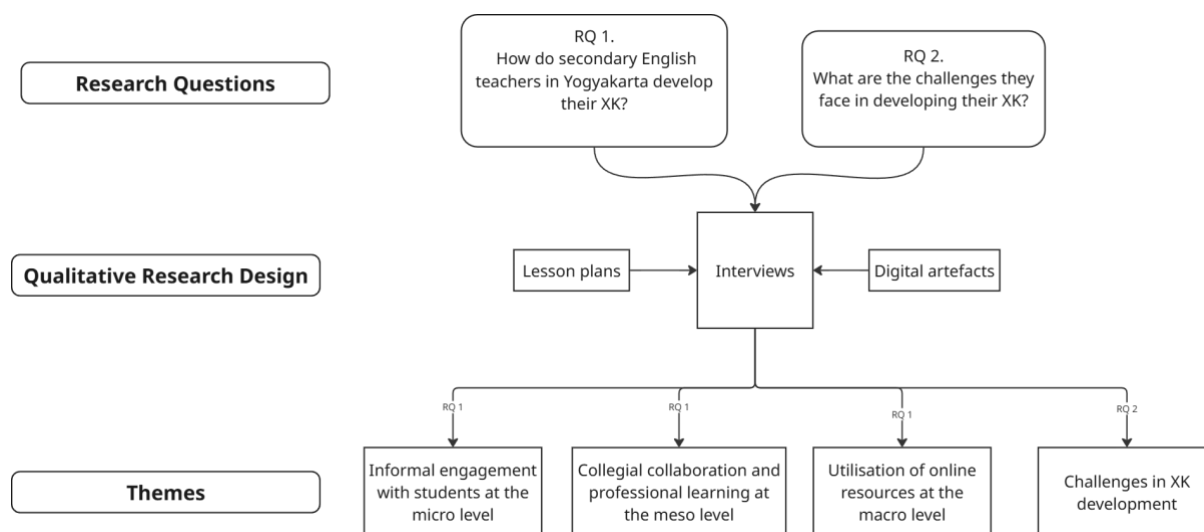 Research Questions
RQ 1.
How do secondary English
teachers in Yogyakarta develop
their XK?
RQ 2.
What are the challenges they
face in developing their XK?
Qualitative Research Design
Lesson plans
Interviews
Digital artefacts
RQ 1
RQ 1
RQ 1
RQ 2
Themes
Informal engagement
with students at the
micro level
Collegial collaboration and
professional learning at
the meso level
Utilisation of online
resources at the
macro level
Challenges in XK
development